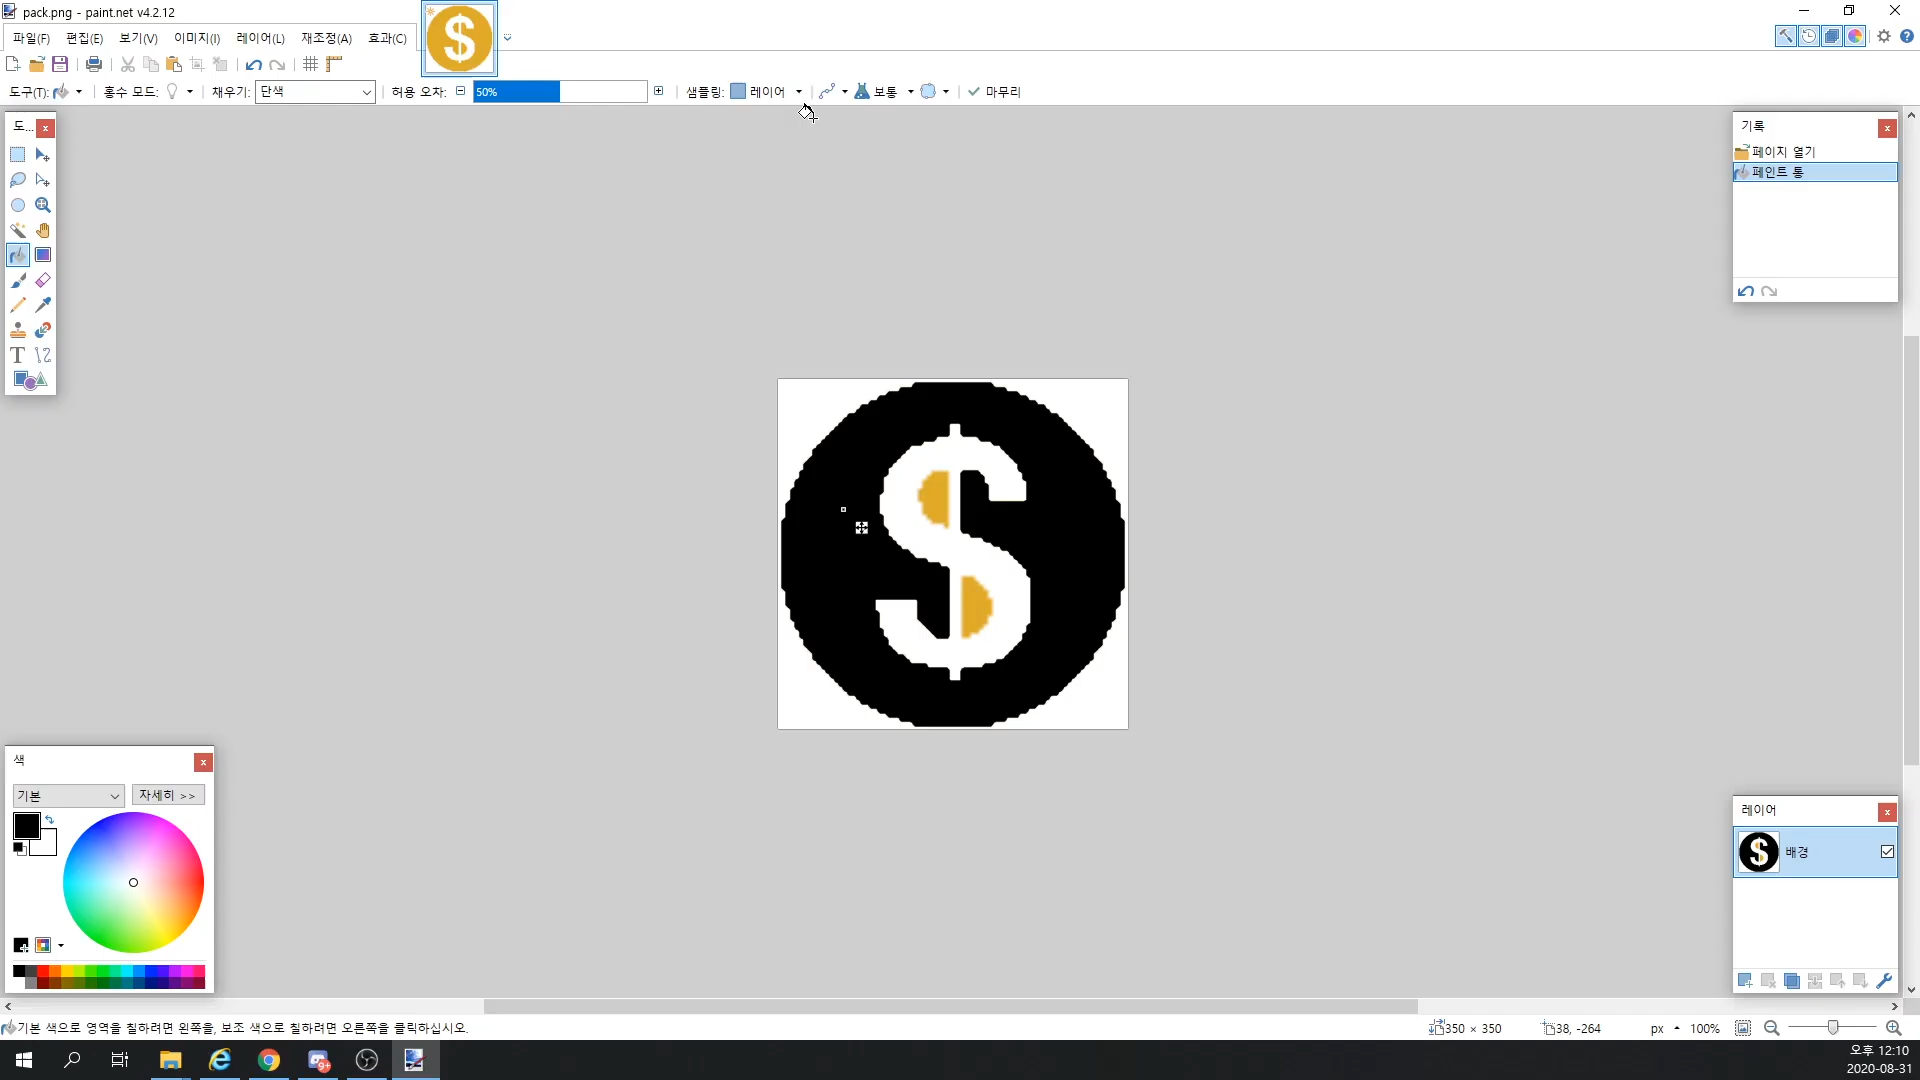 pack.png - paint.net v4.2.12
파일(F) 편집(E) 보기(V) 이미지(I) 레이어(L) 재조정(A) 효과(C)
도구(T): 홍수 모드: 채우기: 단색 허용 오차: 50% 샘플링: 레이어 보통 마무리
도...
기록
페이지 열기
페인트 통
$
색
기본 자세히 >>
레이어
배경
기본 색으로 영역을 칠하려면 왼쪽을, 보조 색으로 칠하려면 오른쪽을 클릭하십시오.
350 × 350 38, -264 px 100%
9+
오후 12:10
2020-08-31